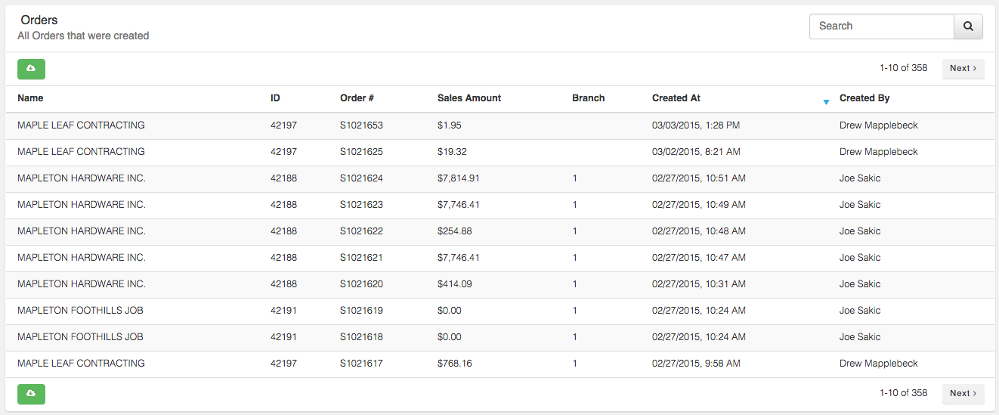 Orders
All Orders that were created
Search
1-10 of 358 Next >
Name ID Order # Sales Amount Branch Created At Created By
MAPLE LEAF CONTRACTING 42197 S1021653 $1.95 03/03/2015, 1:28 PM Drew Mapplebeck
MAPLE LEAF CONTRACTING 42197 S1021625 $19.32 03/02/2015, 8:21 AM Drew Mapplebeck
MAPLETON HARDWARE INC. 42188 S1021624 $7,814.91 1 02/27/2015, 10:51 AM Joe Sakic
MAPLETON HARDWARE INC. 42188 S1021623 $7,746.41 1 02/27/2015, 10:49 AM Joe Sakic
MAPLETON HARDWARE INC. 42188 S1021622 $254.88 1 02/27/2015, 10:48 AM Joe Sakic
MAPLETON HARDWARE INC. 42188 S1021621 $7,746.41 1 02/27/2015, 10:47 AM Joe Sakic
MAPLETON HARDWARE INC. 42188 S1021620 $414.09 1 02/27/2015, 10:31 AM Joe Sakic
MAPLETON FOOTHILLS JOB 42191 S1021619 $0.00 1 02/27/2015, 10:24 AM Joe Sakic
MAPLETON FOOTHILLS JOB 42191 S1021618 $0.00 1 02/27/2015, 10:24 AM Joe Sakic
MAPLE LEAF CONTRACTING 42197 S1021617 $768.16 1 02/27/2015, 9:58 AM Drew Mapplebeck
1-10 of 358 Next >